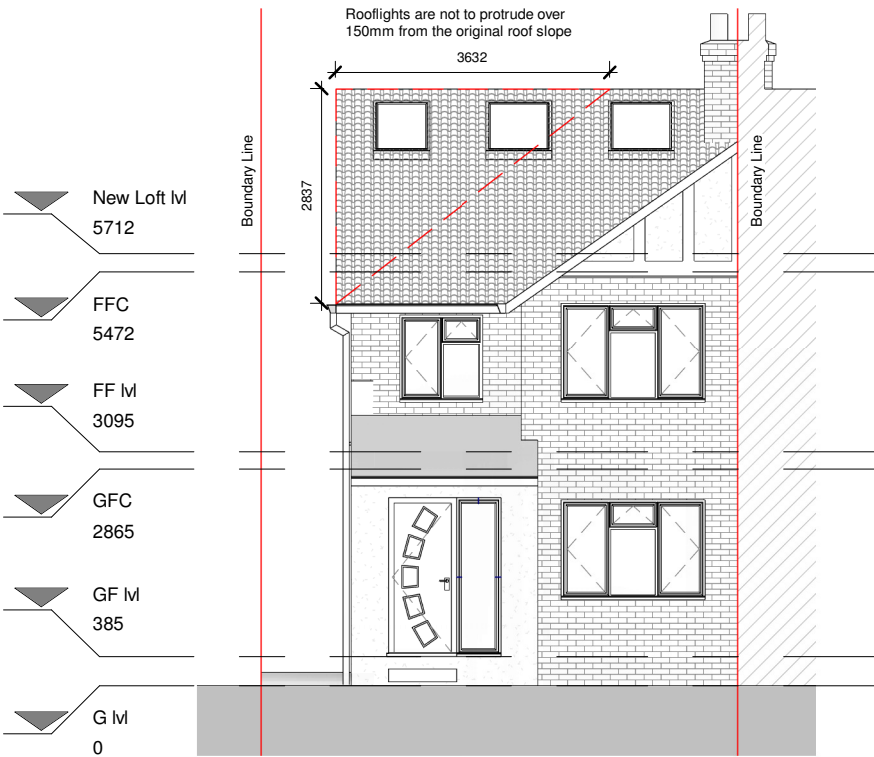 Rooflights are not to protrude over
150mm from the original roof slope
3632
2837
Boundary Line
Boundary Line
New Loft lvl
5712
FFC
5472
FF lvl
3095
GFC
2865
GF lvl
385
G lvl
0